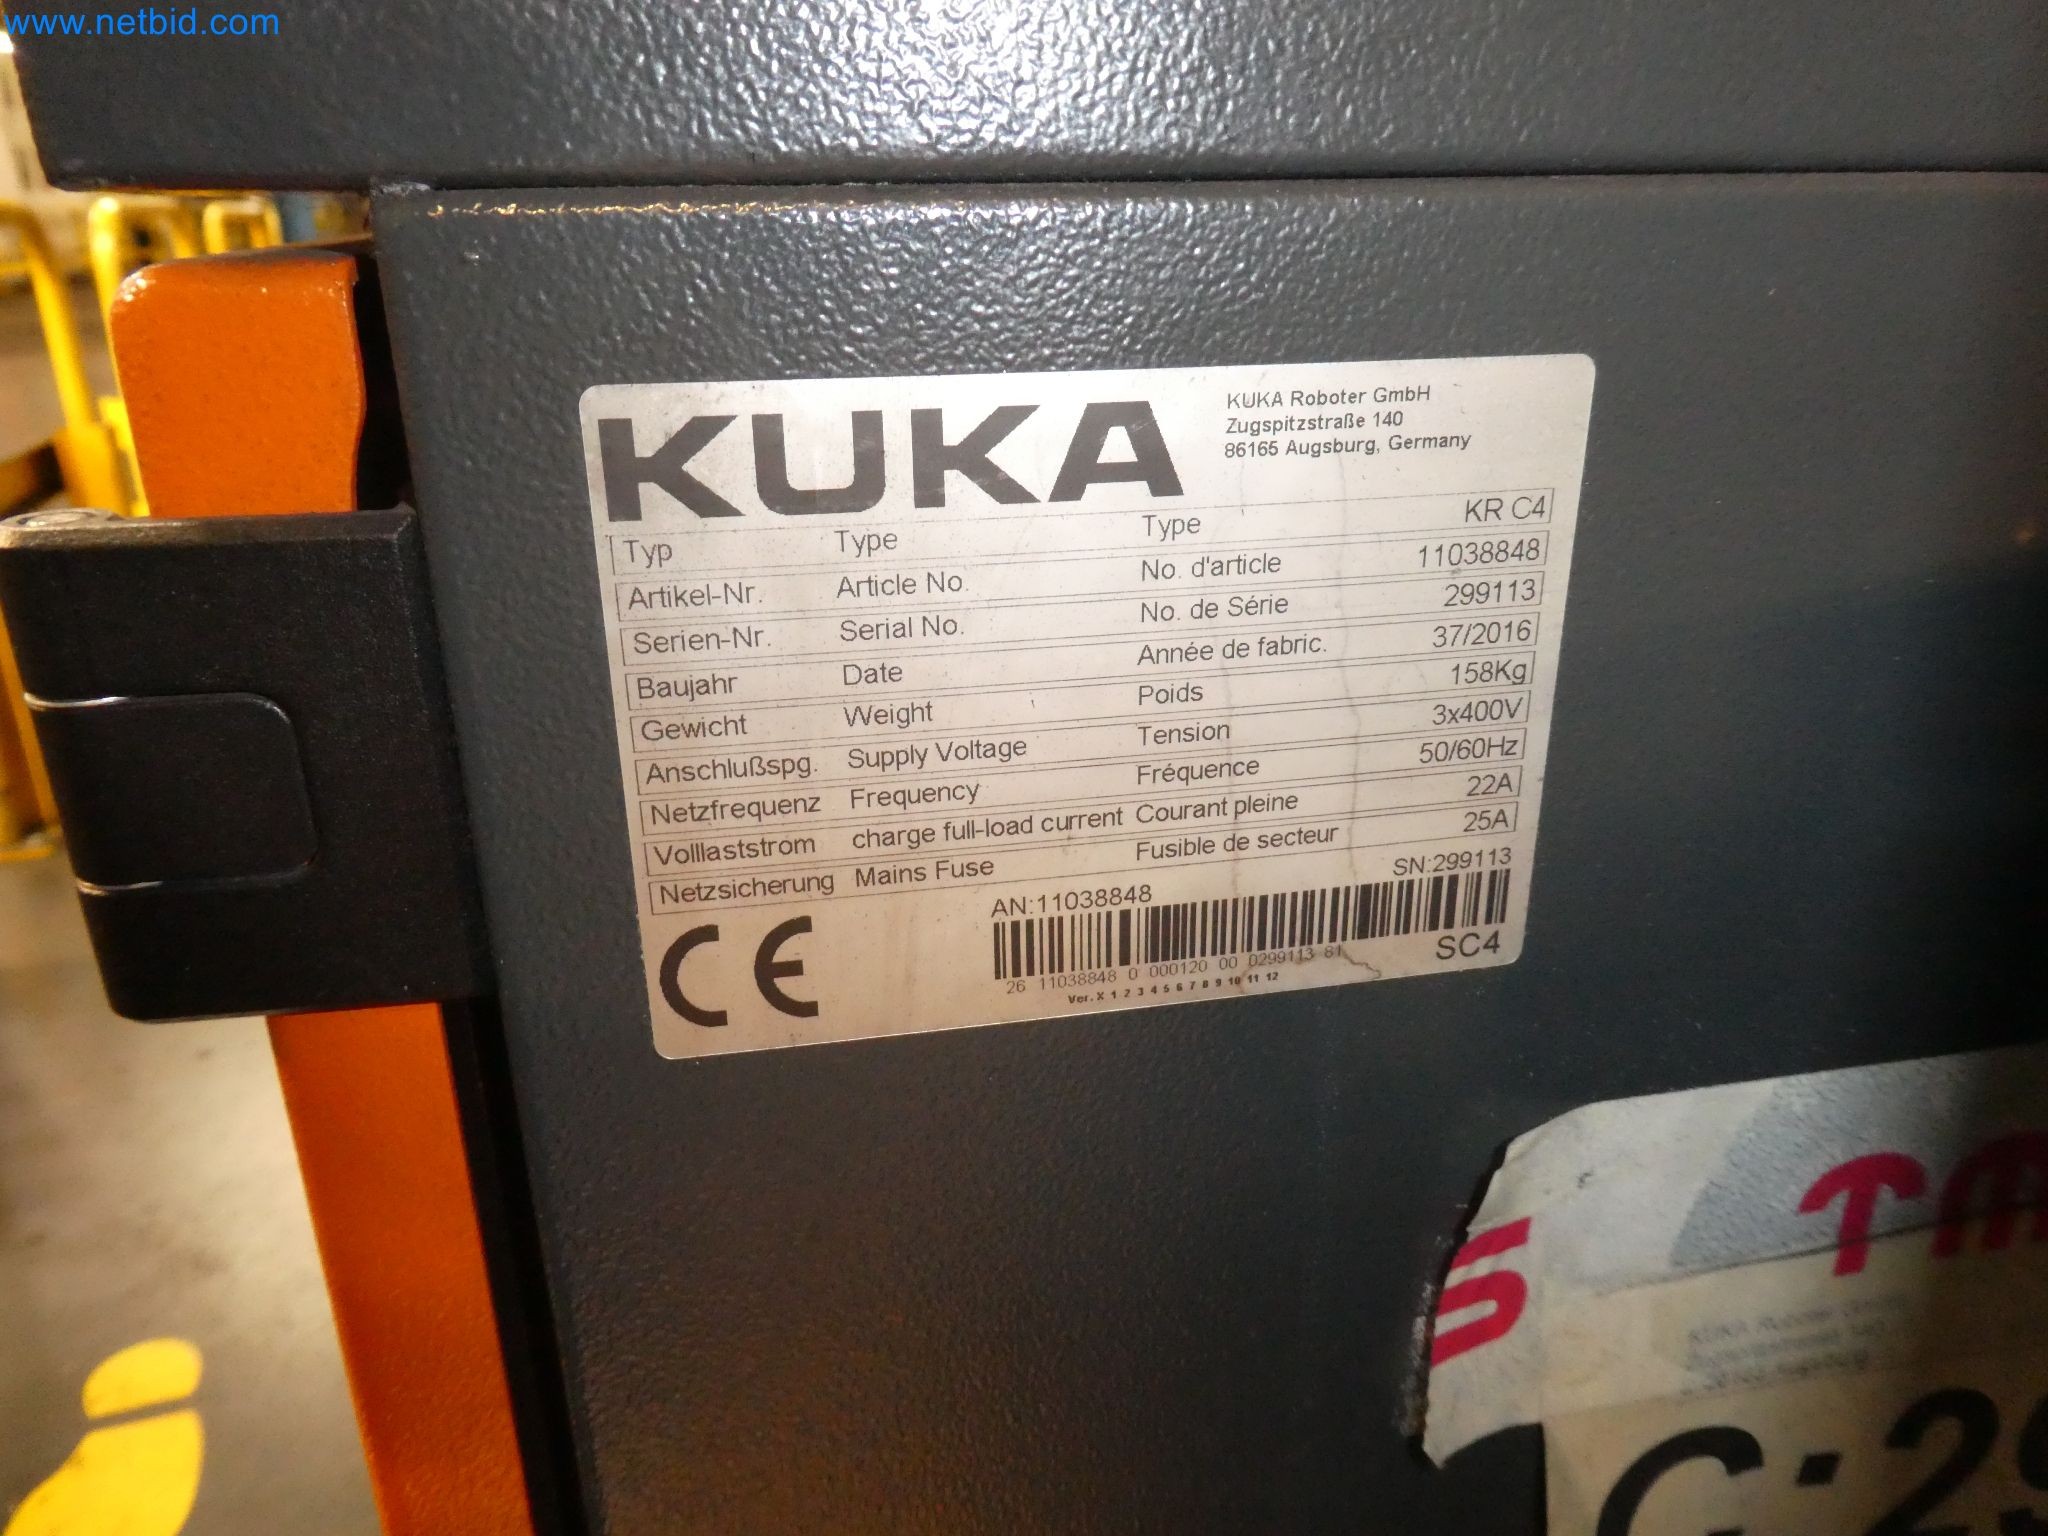 www.netbid.com
KUKA
KUKA Roboter GmbH
Zugspitzstraße 140
86165 Augsburg, Germany
Typ Type Type KR C4
Artikel-Nr. Article No. No. d'article 11038848
Serien-Nr. Serial No. No. de Série 299113
Baujahr Date Année de fabric. 37/2016
Gewicht Weight Poids 158Kg
Anschlußspg. Supply Voltage Tension 3x400V
Netzfrequenz Frequency Fréquence 50/60Hz
Volllaststrom charge full-load current Courant pleine 22A
Netzsicherung Mains Fuse Fusible de secteur 25A
AN:11038848 SN:299113
CE
26 11038848 0 000120 00 0299113 81 SC4
Ver. X 1 2 3 4 5 6 7 8 9 10 11 12